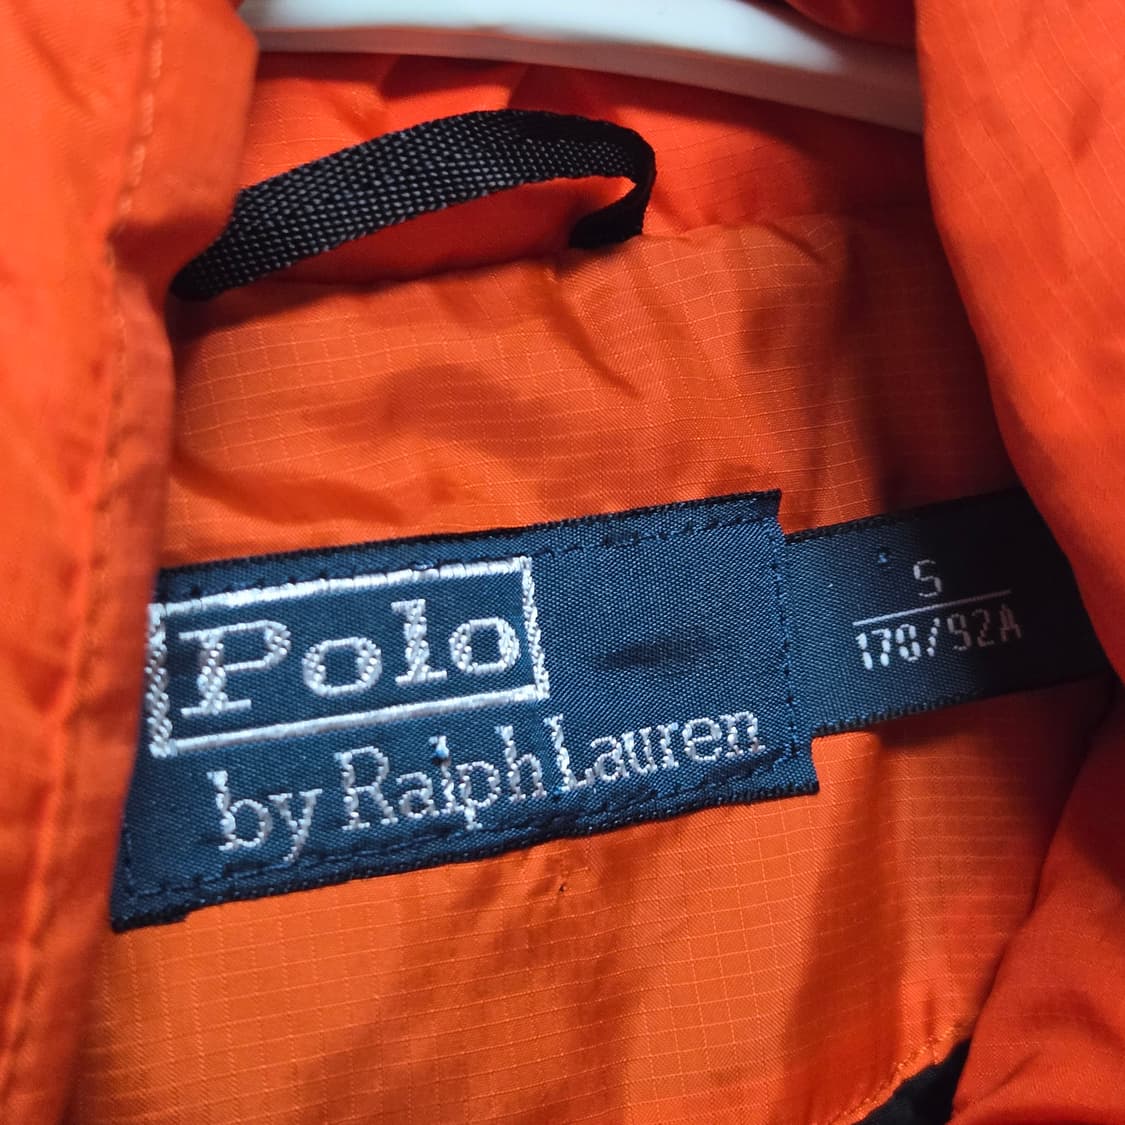 Polo
by Ralph Lauren
S
170/92A